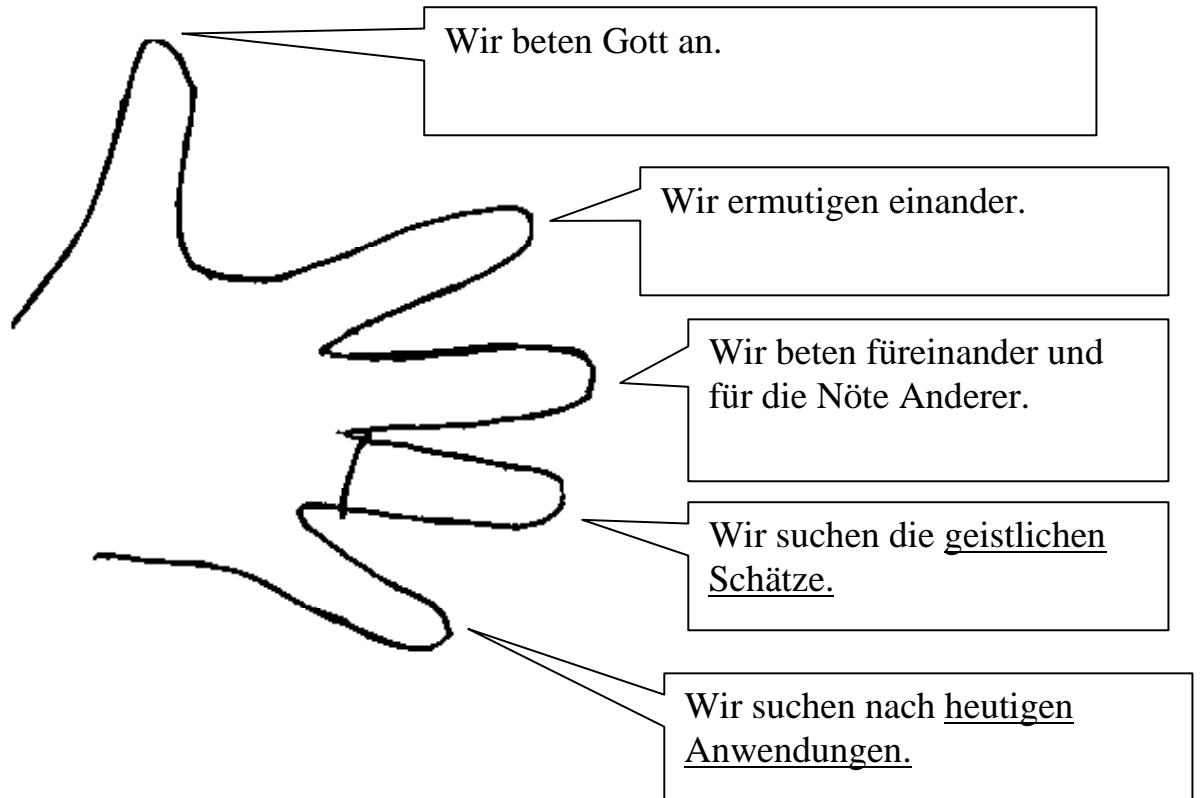 Wir beten Gott an.
Wir ermutigen einander.
Wir beten füreinander und
für die Nöte Anderer.
Wir suchen die geistlichen
Schätze.
Wir suchen nach heutigen
Anwendungen.